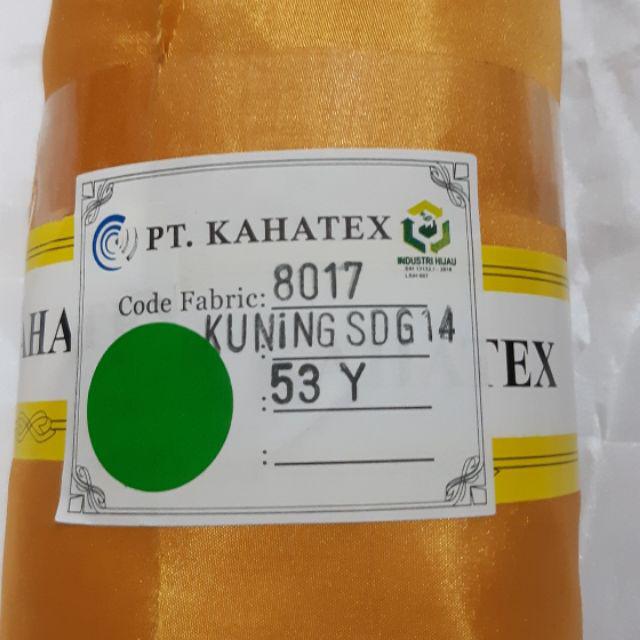 PT. KAHATEX
INDUSTRI HIJAU
Code Fabric: 8017
KUNiNG SDG14
: 53 Y
:
AHA
TEX